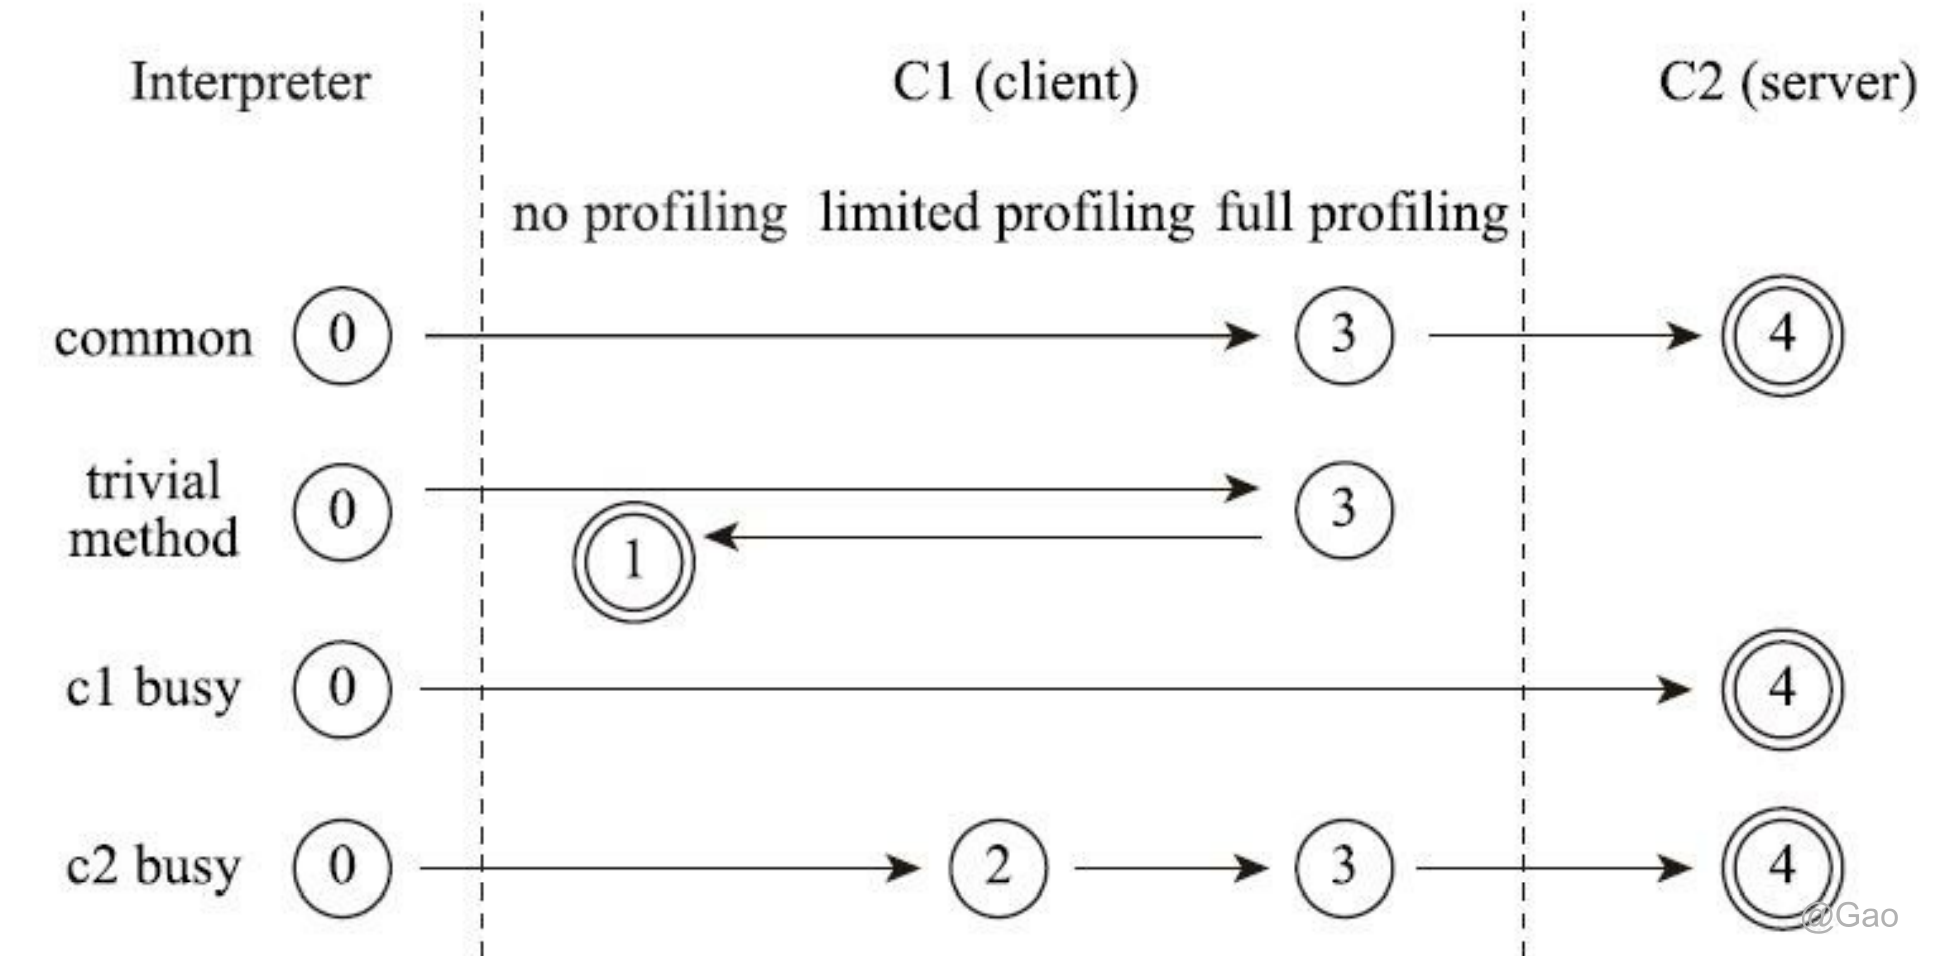 Interpreter C1 (client) C2 (server)
no profiling limited profiling full profiling
common 0 3 4
trivial
method 0 3
1
c1 busy 0 4
c2 busy 0 2 3 4
@Gao